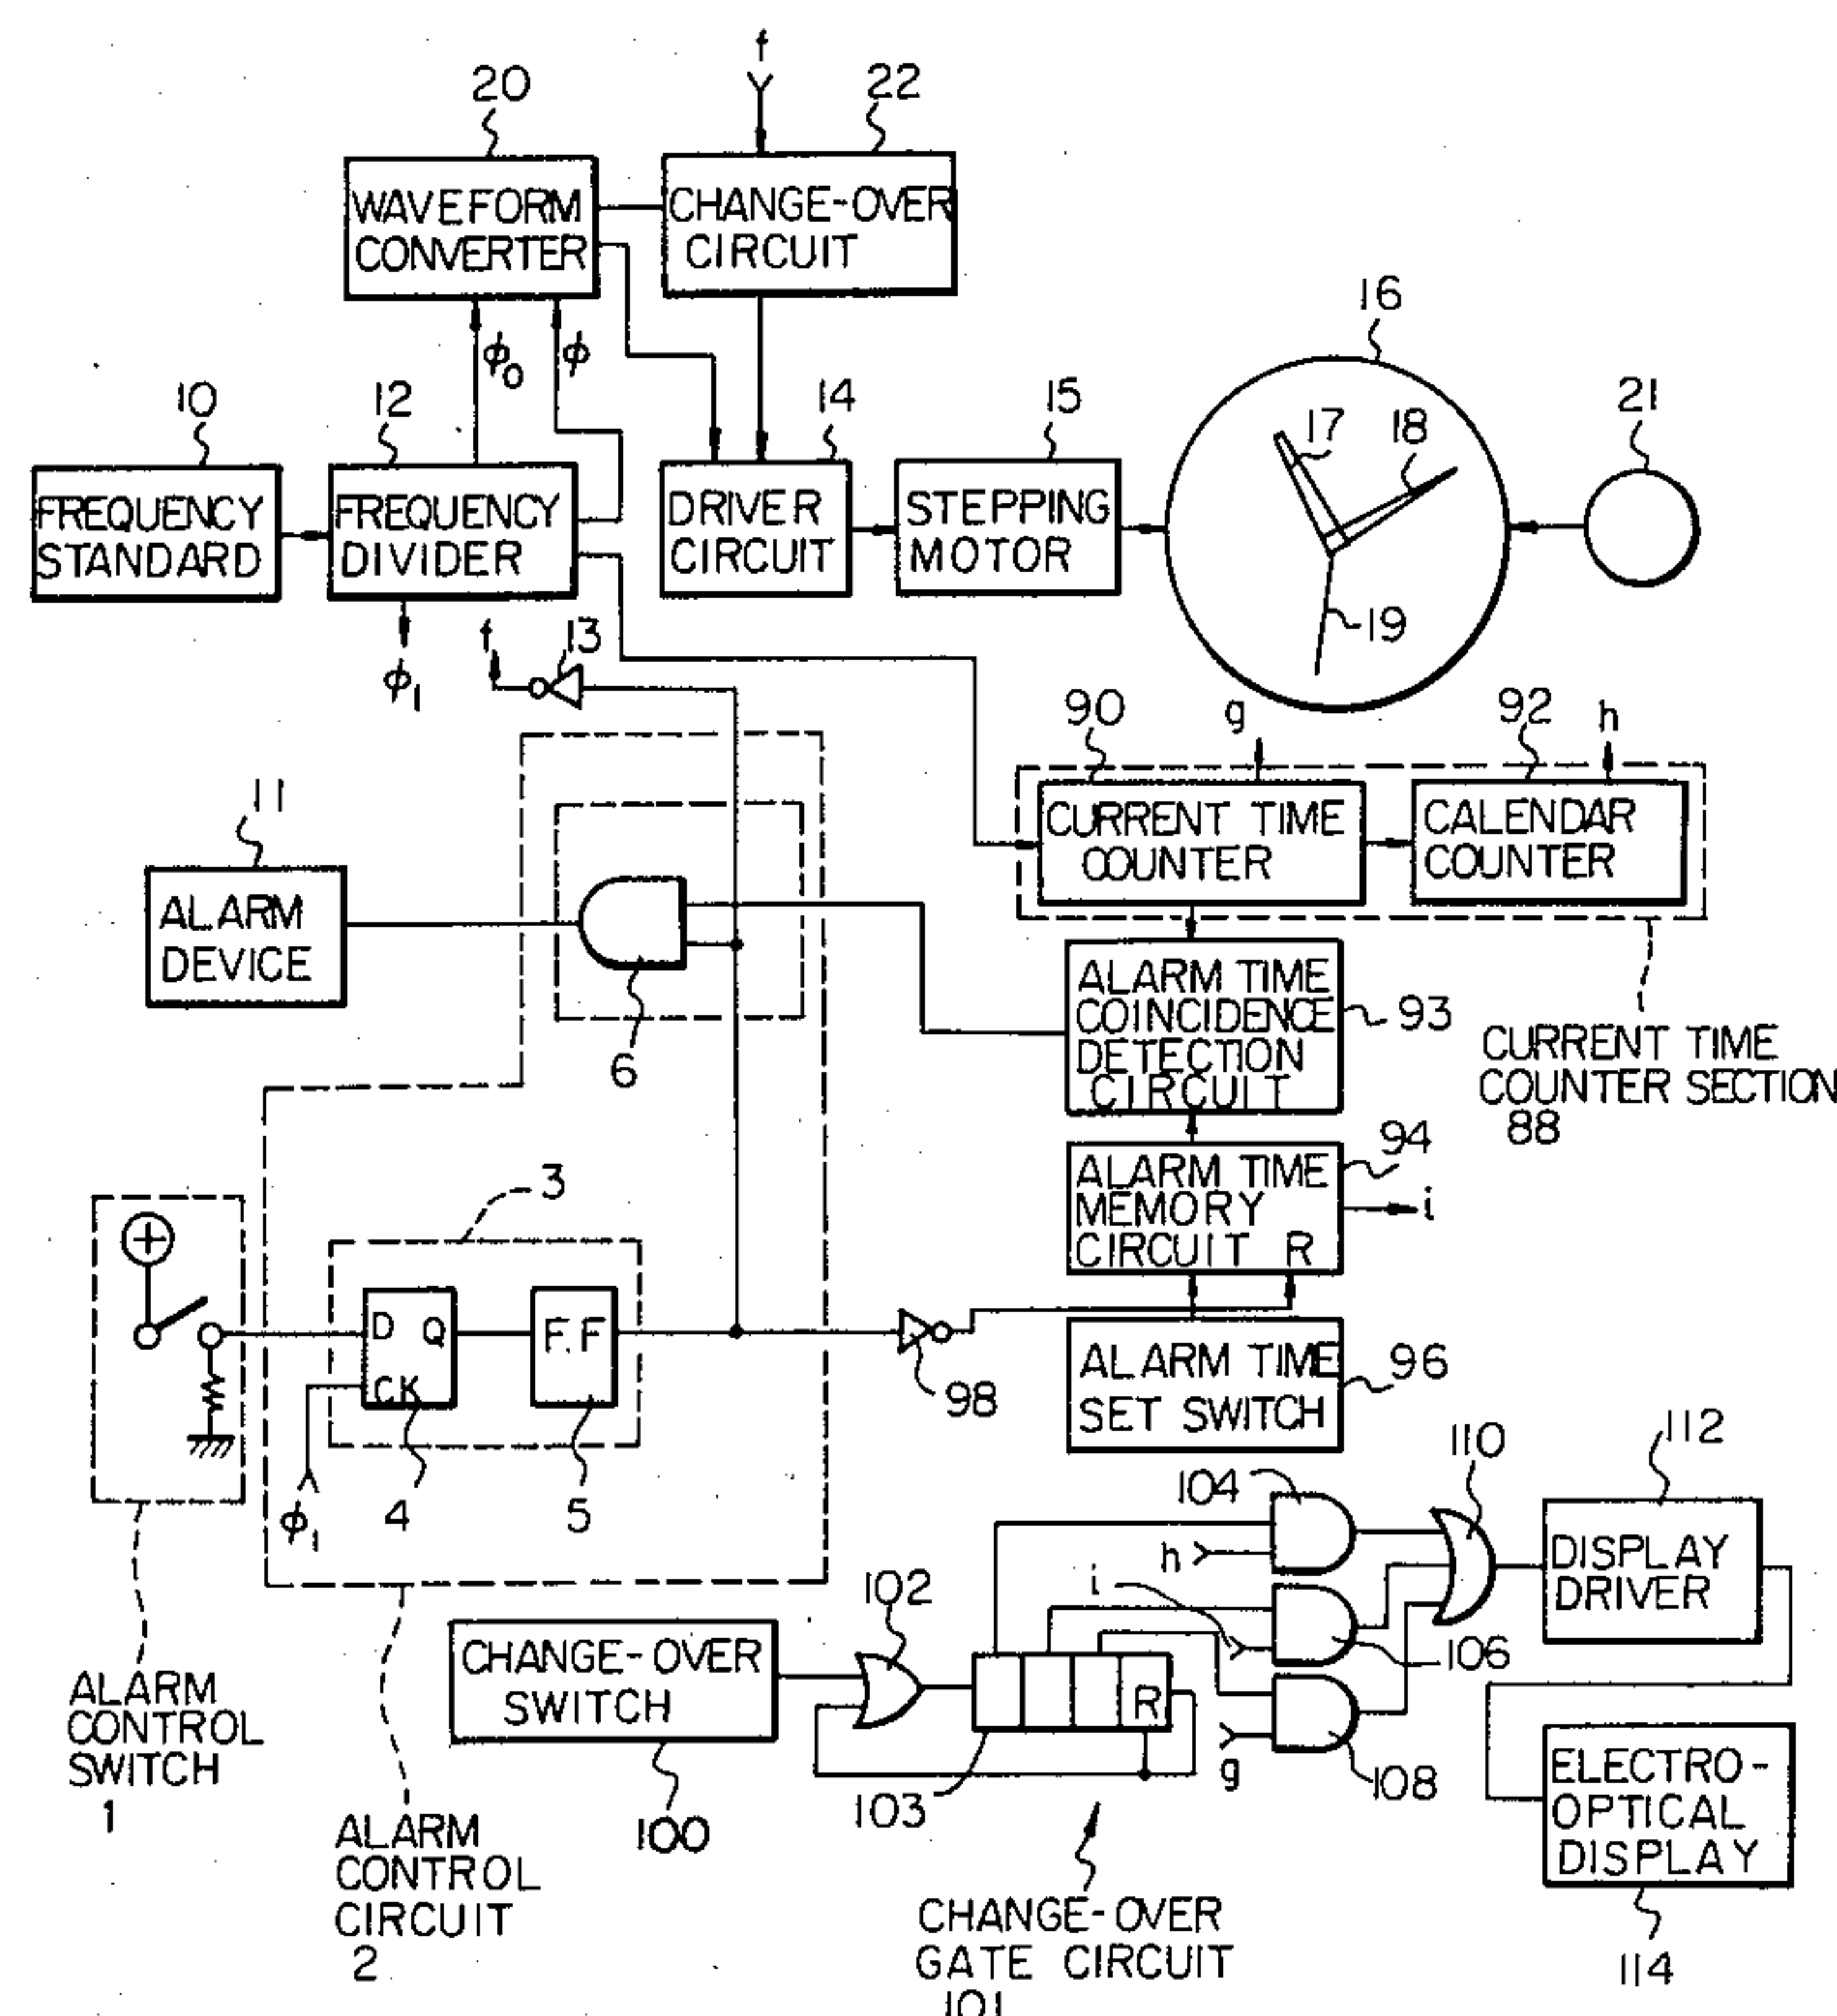 f
20
22
WAVEFORM
CONVERTER
CHANGE-OVER
CIRCUIT
ϕ0
ϕ
16
10
12
14
15
17
18
21
FREQUENCY
STANDARD
FREQUENCY
DIVIDER
DRIVER
CIRCUIT
STEPPING
MOTOR
19
ϕ1
f
13
90
g
92
h
11
CURRENT TIME
COUNTER
CALENDAR
COUNTER
ALARM
DEVICE
6
ALARM TIME
COINCIDENCE
DETECTION
CIRCUIT
93
CURRENT TIME
COUNTER SECTION
88
94
3
ALARM TIME
MEMORY
CIRCUIT R
i
D Q
CK
F.F
98
ALARM TIME
SET SWITCH
96
ϕ1
4
5
104
110
112
h
i
DISPLAY
DRIVER
102
106
CHANGE-OVER
SWITCH
R
ALARM
CONTROL
SWITCH
1
g
108
103
100
ELECTRO-
OPTICAL
DISPLAY
ALARM
CONTROL
CIRCUIT
2
CHANGE-OVER
GATE CIRCUIT
101
114